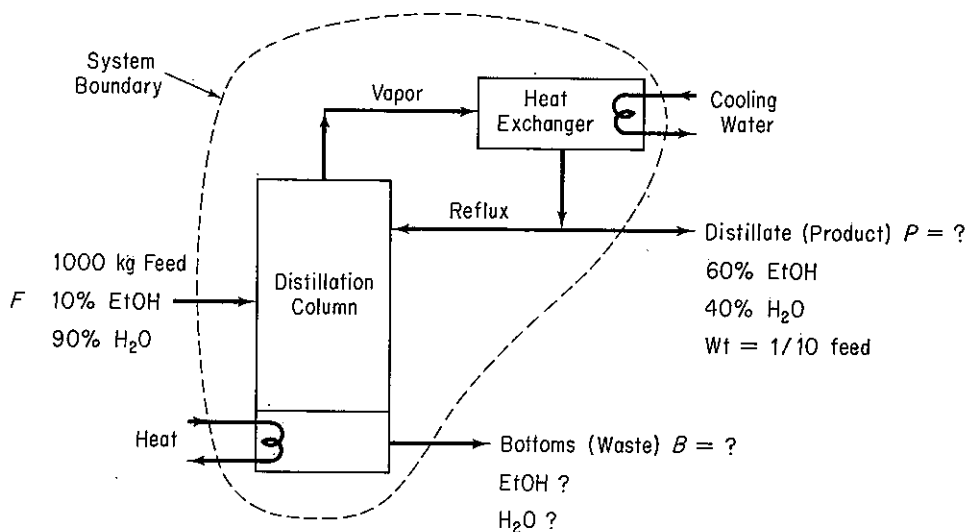 System
Boundary
Vapor
Heat
Exchanger
Cooling
Water
Reflux
Distillate (Product) P = ?
60% EtOH
40% H₂O
Wt = 1/10 feed
1000 kg Feed
F 10% EtOH
90% H₂O
Distillation
Column
Heat
Bottoms (Waste) B = ?
EtOH ?
H₂O ?